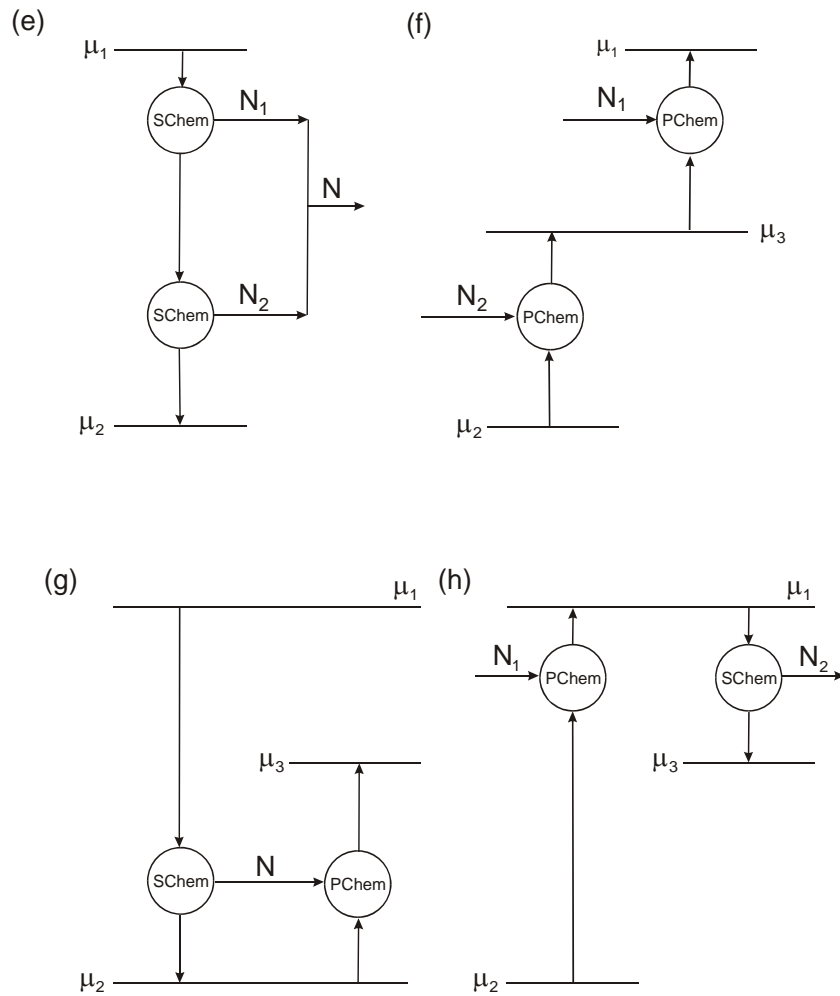 (e)
μ₁
SChem
N₁
N
SChem
N₂
μ₂
(f)
μ₁
N₁
PChem
μ₃
N₂
PChem
μ₂
(g)
μ₁
μ₃
SChem
N
PChem
μ₂
(h)
μ₁
N₁
PChem
SChem
N₂
μ₃
μ₂